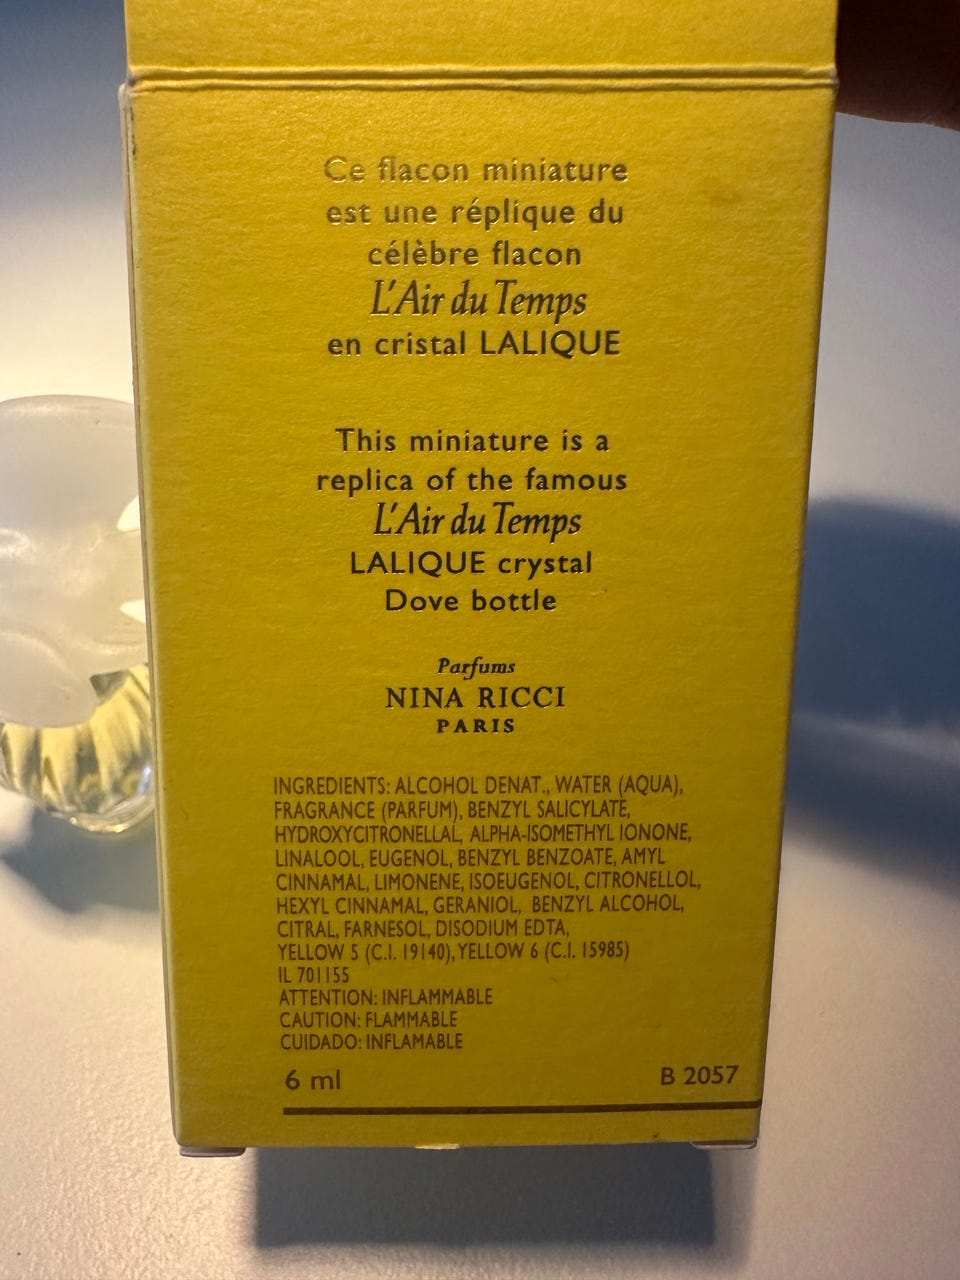 Ce flacon miniature
est une réplique du
célèbre flacon
L'Air du Temps
en cristal LALIQUE
This miniature is a
replica of the famous
L'Air du Temps
LALIQUE crystal
Dove bottle
Parfums
NINA RICCI
PARIS
INGREDIENTS: ALCOHOL DENAT., WATER (AQUA),
FRAGRANCE (PARFUM), BENZYL SALICYLATE,
HYDROXYCITRONELLAL, ALPHA-ISOMETHYL IONONE,
LINALOOL, EUGENOL, BENZYL BENZOATE, AMYL
CINNAMAL, LIMONENE, ISOEUGENOL, CITRONELLOL,
HEXYL CINNAMAL, GERANIOL, BENZYL ALCOHOL,
CITRAL, FARNESOL, DISODIUM EDTA,
YELLOW 5 (C.I. 19140), YELLOW 6 (C.I. 15985)
IL 701155
ATTENTION: INFLAMMABLE
CAUTION: FLAMMABLE
CUIDADO: INFLAMABLE
6 ml B 2057